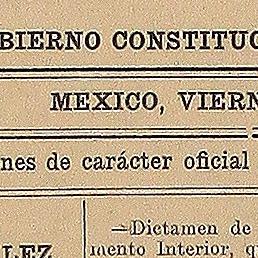 BIERNO CONSTITUC
MEXICO, VIERN
nes de carácter oficial
—Dictamen de
mento Interior, q
LEZ